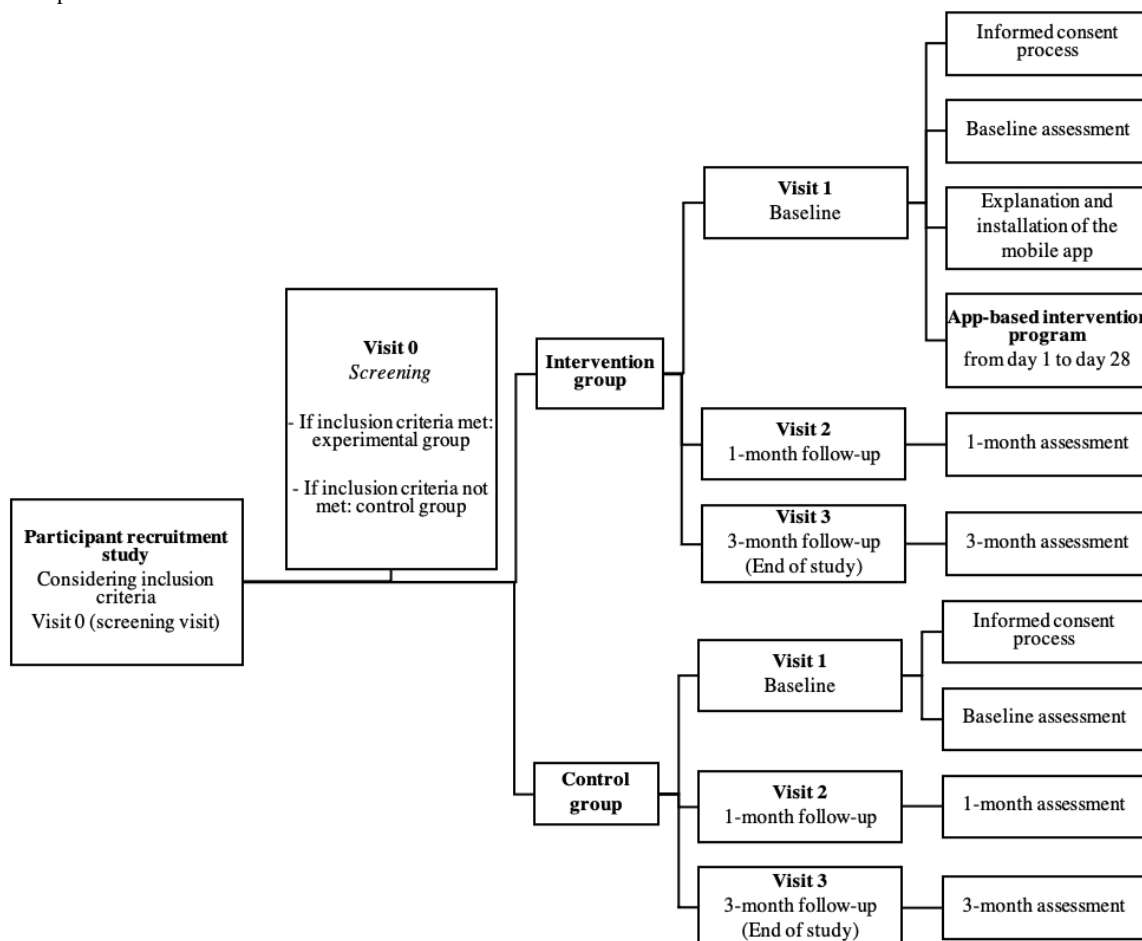 Participant recruitment
study
Considering inclusion
criteria
Visit 0 (screening visit)
Visit 0
Screening
- If inclusion criteria met:
experimental group
- If inclusion criteria not
met: control group
Intervention
group
Visit 1
Baseline
Informed consent
process
Baseline assessment
Explanation and
installation of the
mobile app
App-based intervention
program
from day 1 to day 28
Visit 2
1-month follow-up
1-month assessment
Visit 3
3-month follow-up
(End of study)
3-month assessment
Control
group
Visit 1
Baseline
Informed consent
process
Baseline assessment
Visit 2
1-month follow-up
1-month assessment
Visit 3
3-month follow-up
(End of study)
3-month assessment